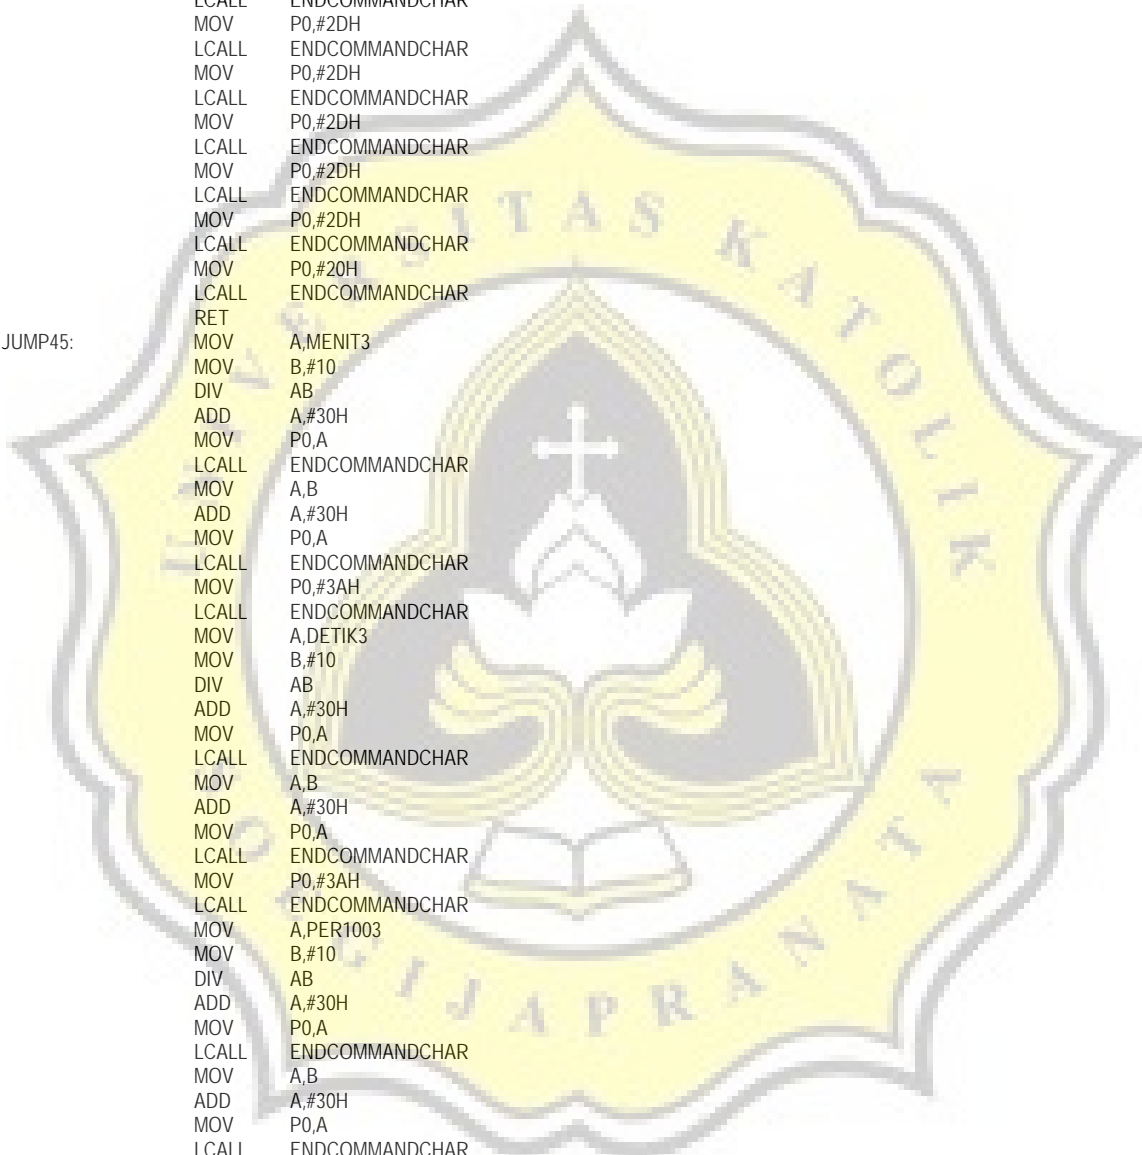 LCALL ENDCOMMANDCHAR
MOV P0,#2DH
LCALL ENDCOMMANDCHAR
MOV P0,#2DH
LCALL ENDCOMMANDCHAR
MOV P0,#2DH
LCALL ENDCOMMANDCHAR
MOV P0,#2DH
LCALL ENDCOMMANDCHAR
MOV P0,#2DH
LCALL ENDCOMMANDCHAR
MOV P0,#20H
LCALL ENDCOMMANDCHAR
RET
JUMP45: MOV A,MENIT3
MOV B,#10
DIV AB
ADD A,#30H
MOV P0,A
LCALL ENDCOMMANDCHAR
MOV A,B
ADD A,#30H
MOV P0,A
LCALL ENDCOMMANDCHAR
MOV P0,#3AH
LCALL ENDCOMMANDCHAR
MOV A,DETIK3
MOV B,#10
DIV AB
ADD A,#30H
MOV P0,A
LCALL ENDCOMMANDCHAR
MOV A,B
ADD A,#30H
MOV P0,A
LCALL ENDCOMMANDCHAR
MOV P0,#3AH
LCALL ENDCOMMANDCHAR
MOV A,PER1003
MOV B,#10
DIV AB
ADD A,#30H
MOV P0,A
LCALL ENDCOMMANDCHAR
MOV A,B
ADD A,#30H
MOV P0,A
LCALL ENDCOMMANDCHAR
UNIVERSITAS KATOLIK
SOEGIJAPRANATA